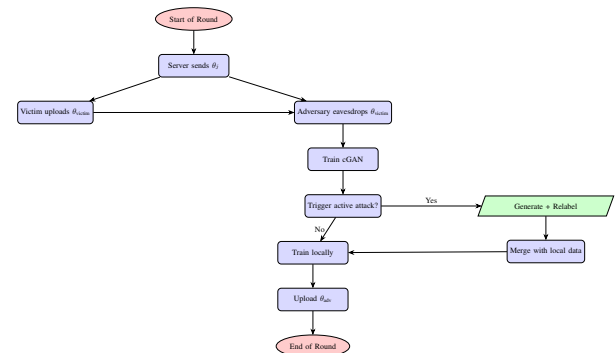 Start of Round
Server sends θ_J
Victim uploads θ_victim
Adversary eavesdrops θ_victim
Train cGAN
Trigger active attack?
Yes
Generate + Relabel
No
Train locally
Merge with local data
Upload θ_adv
End of Round